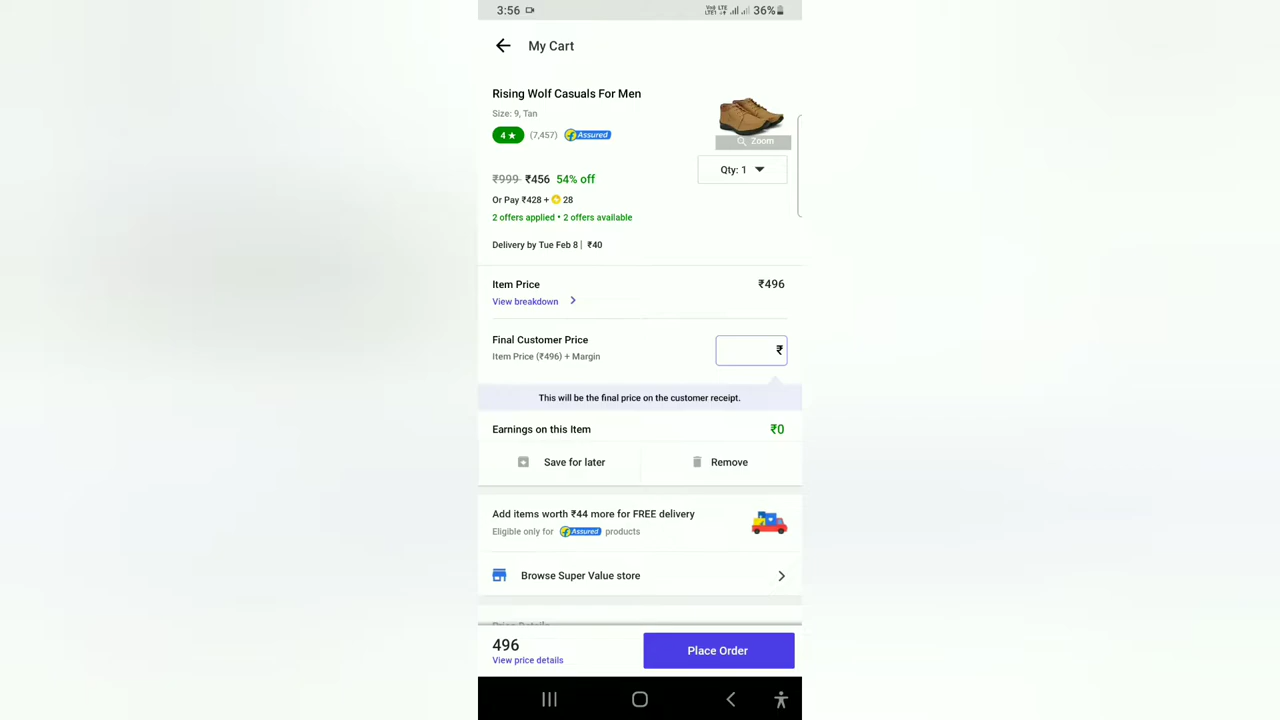 3:56 36%
My Cart
Rising Wolf Casuals For Men
Size: 9, Tan
4★ (7,457) Assured
Zoom
Qty: 1
₹999 ₹456 54% off
Or Pay ₹428 + 28
2 offers applied • 2 offers available
Delivery by Tue Feb 8 | ₹40
Item Price ₹496
View breakdown
Final Customer Price
Item Price (₹496) + Margin
₹
This will be the final price on the customer receipt.
Earnings on this Item ₹0
Save for later Remove
Add items worth ₹44 more for FREE delivery
Eligible only for Assured products
Browse Super Value store
496
View price details
Place Order